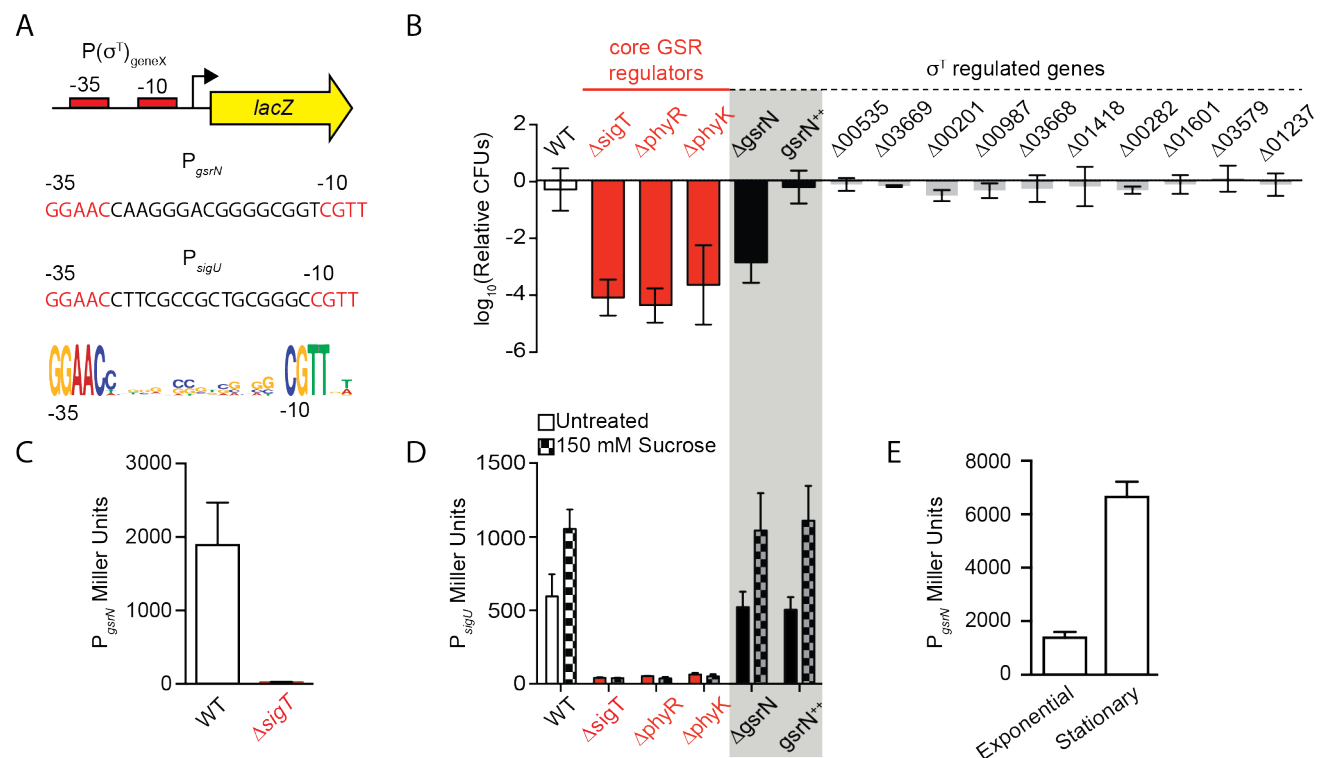 A
P(σᵀ)geneX
-35
-10
lacZ
PgsrN
-35 -10
GGAACCAAGGGACGGGGCGGTCGTT
PsigU
-35 -10
GGAACCTTCGCCGCTGCGGGCCGTT
GGAACC CGTT
-35 -10
B
core GSR
regulators
σᵀ regulated genes
WT
ΔsigT
ΔphyR
ΔphyK
ΔgsrN
gsrN⁺⁺
Δ00535
Δ03669
Δ00201
Δ00987
Δ03668
Δ01418
Δ00282
Δ01601
Δ03579
Δ01237
log₁₀(Relative CFUs)
2
0
-2
-4
-6
C
PgsrN Miller Units
3000
2000
1000
0
WT
ΔsigT
D
Untreated
150 mM Sucrose
PsigU Miller Units
1500
1000
500
0
WT
ΔsigT
ΔphyR
ΔphyK
ΔgsrN
gsrN⁺⁺
E
PgsrN Miller Units
8000
6000
4000
2000
0
Exponential
Stationary